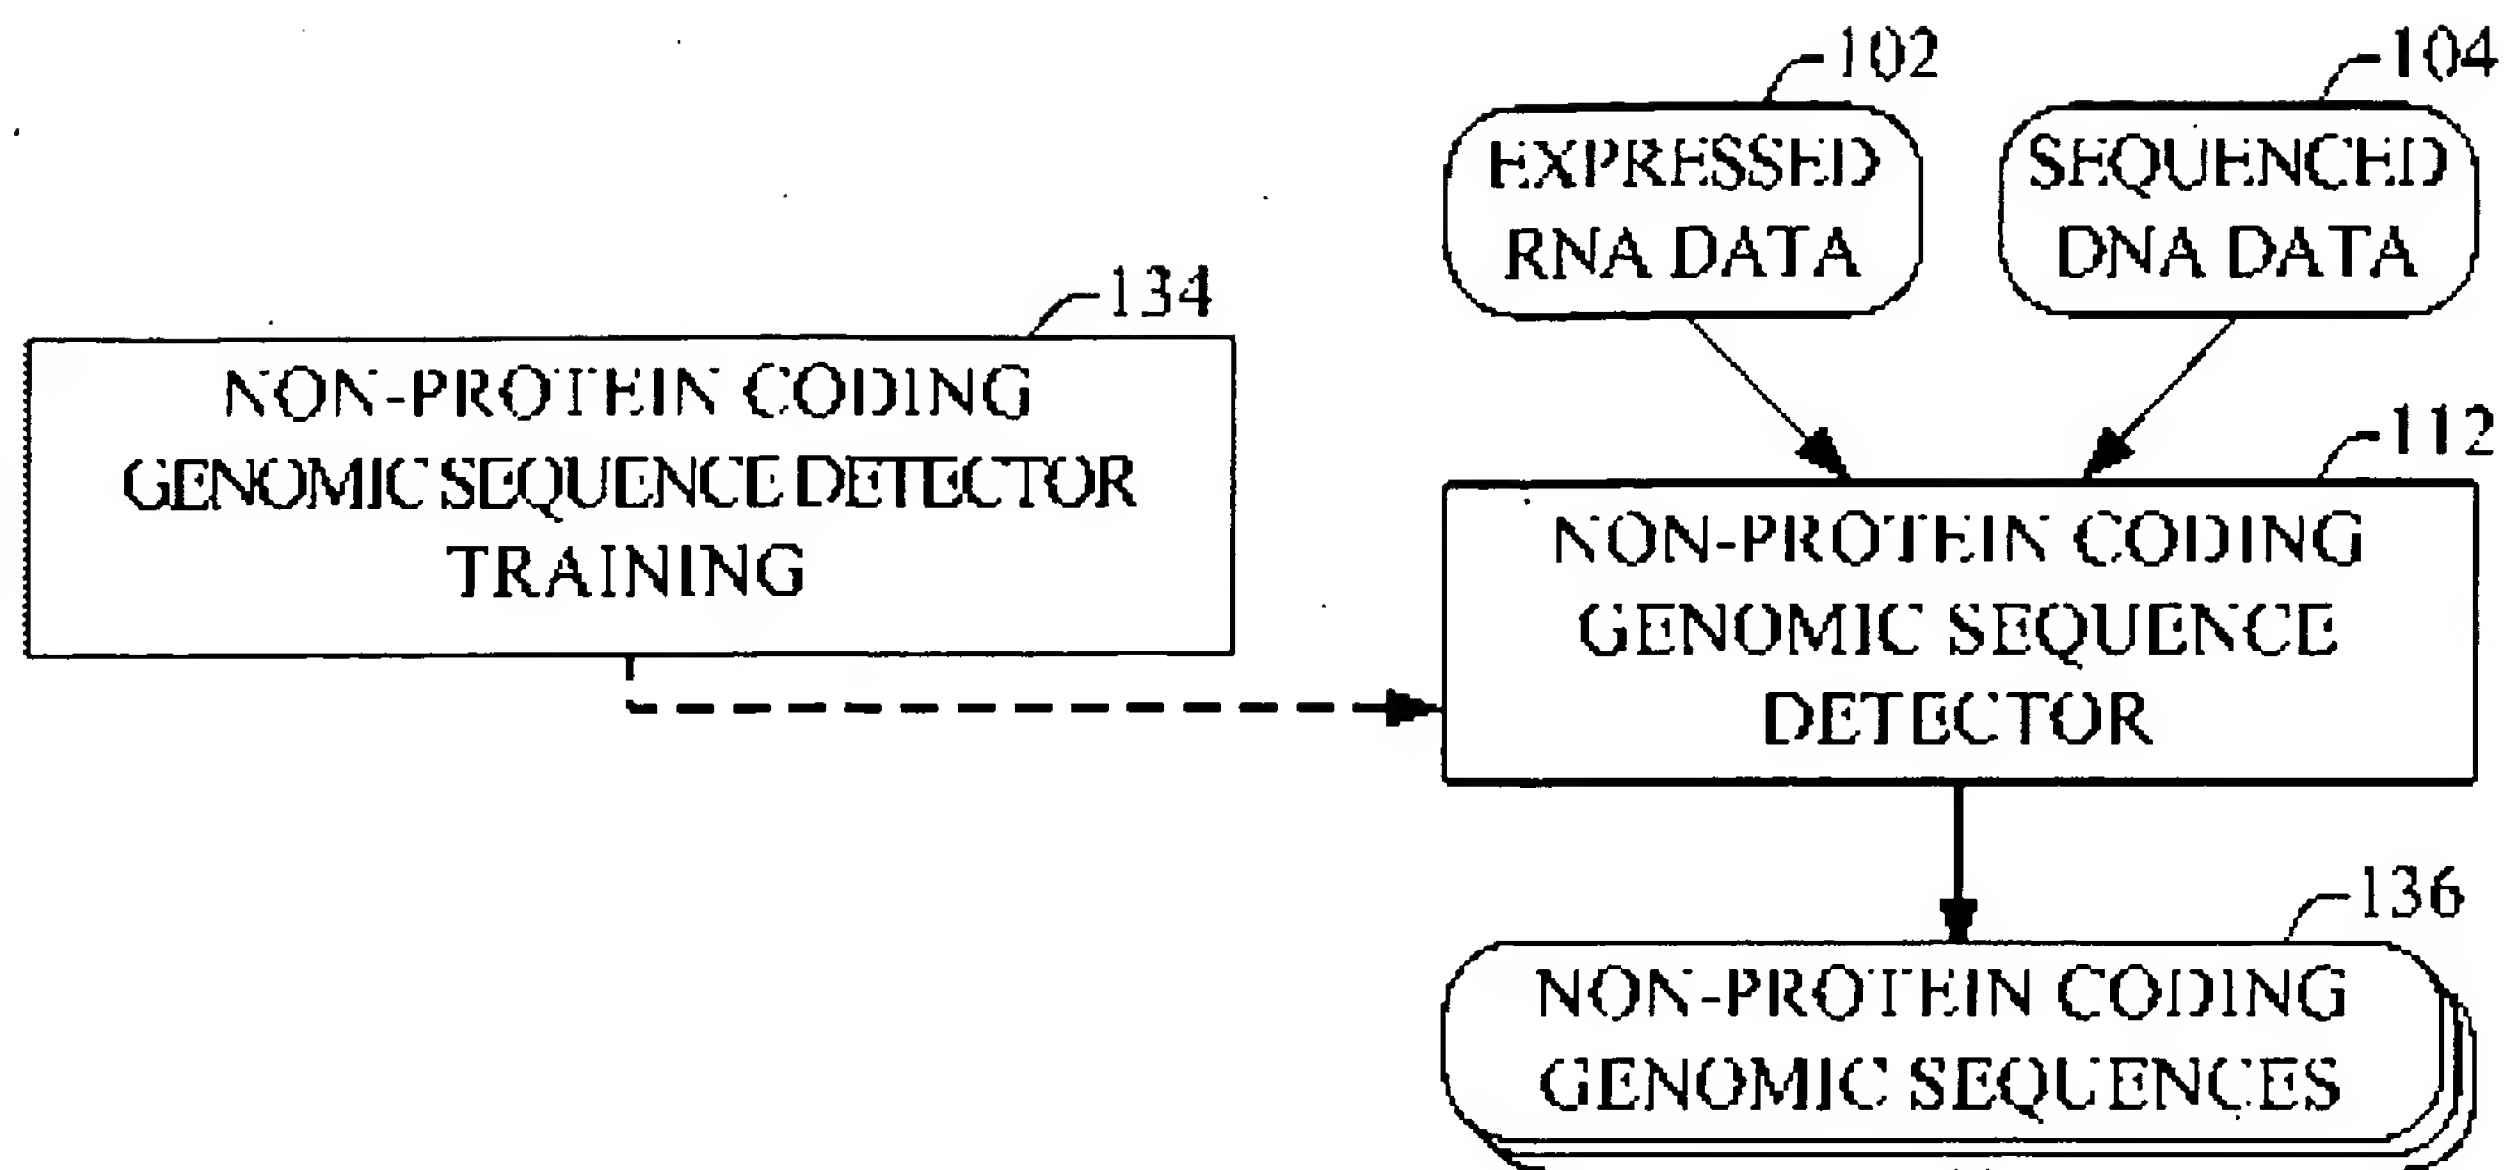 102
104
EXPRESSED
RNA DATA
SEQUENCED
DNA DATA
134
NON-PROTEIN CODING
GENOMIC SEQUENCE DETECTOR
TRAINING
112
NON-PROTEIN CODING
GENOMIC SEQUENCE
DETECTOR
136
NON-PROTEIN CODING
GENOMIC SEQUENCES